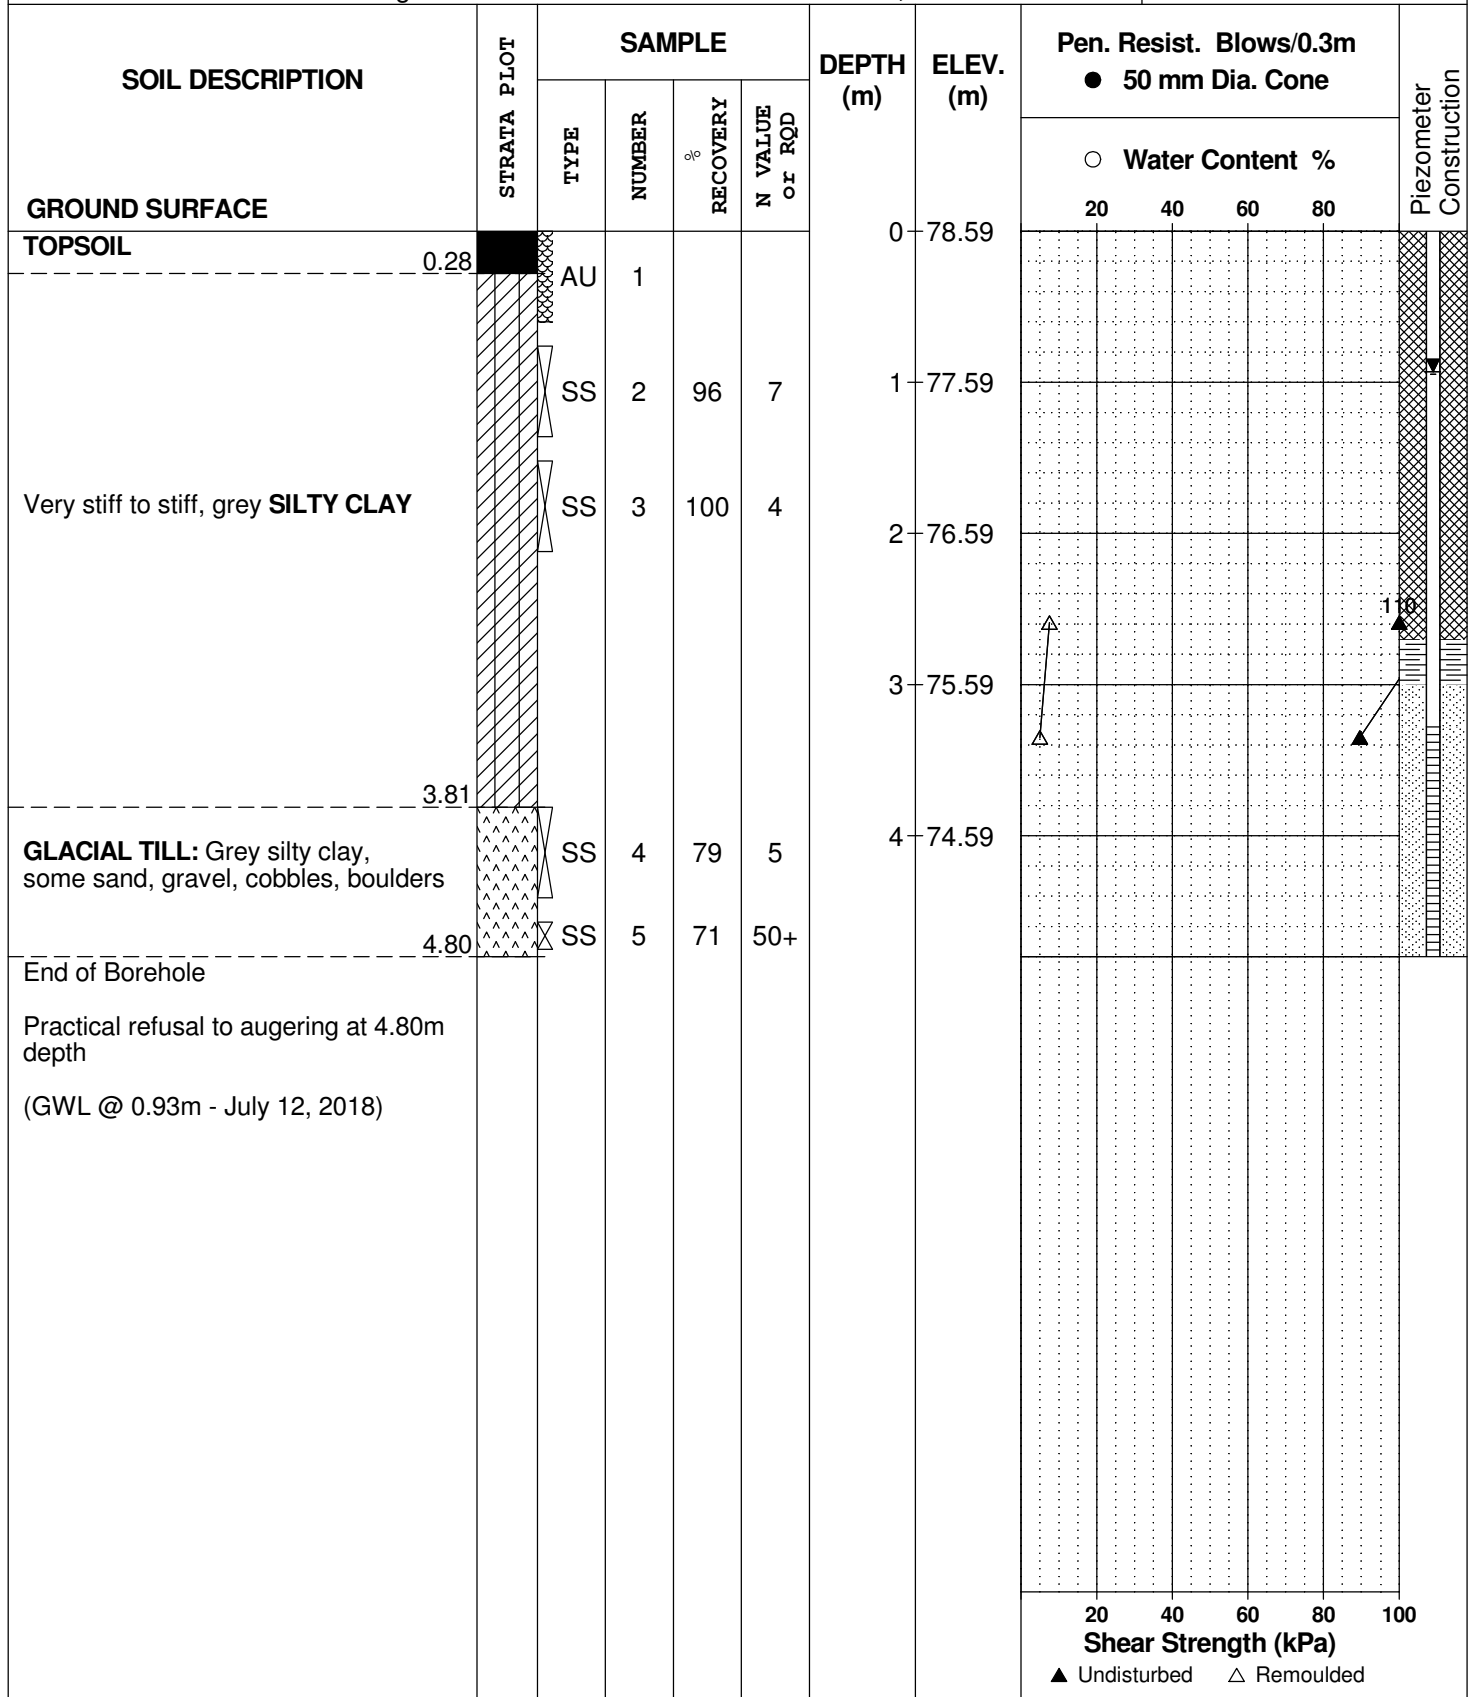 SOIL DESCRIPTION
GROUND SURFACE
STRATA PLOT
SAMPLE
TYPE
NUMBER
% RECOVERY
N VALUE or RQD
DEPTH (m)
ELEV. (m)
Pen. Resist. Blows/0.3m
● 50 mm Dia. Cone
○ Water Content %
20 40 60 80
Piezometer Construction
TOPSOIL
0.28
AU 1
0 78.59
SS 2 96 7
1 77.59
Very stiff to stiff, grey SILTY CLAY
SS 3 100 4
2 76.59
110
3 75.59
3.81
GLACIAL TILL: Grey silty clay,
some sand, gravel, cobbles, boulders
SS 4 79 5
4 74.59
4.80
SS 5 71 50+
End of Borehole
Practical refusal to augering at 4.80m
depth
(GWL @ 0.93m - July 12, 2018)
20 40 60 80 100
Shear Strength (kPa)
▲ Undisturbed △ Remoulded